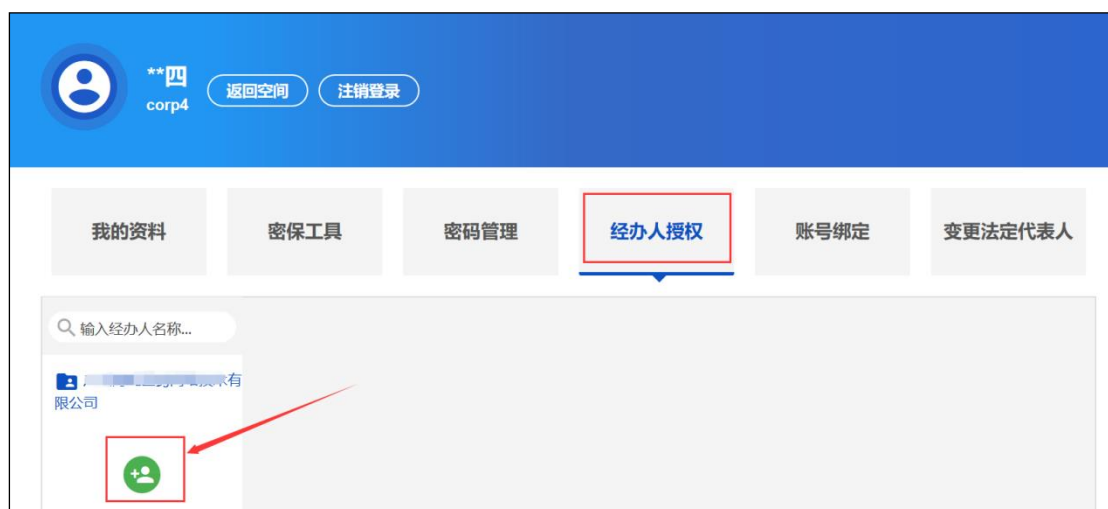 **四
corp4
返回空间
注销登录
我的资料
密保工具
密码管理
经办人授权
账号绑定
变更法定代表人
输入经办人名称...
有
限公司